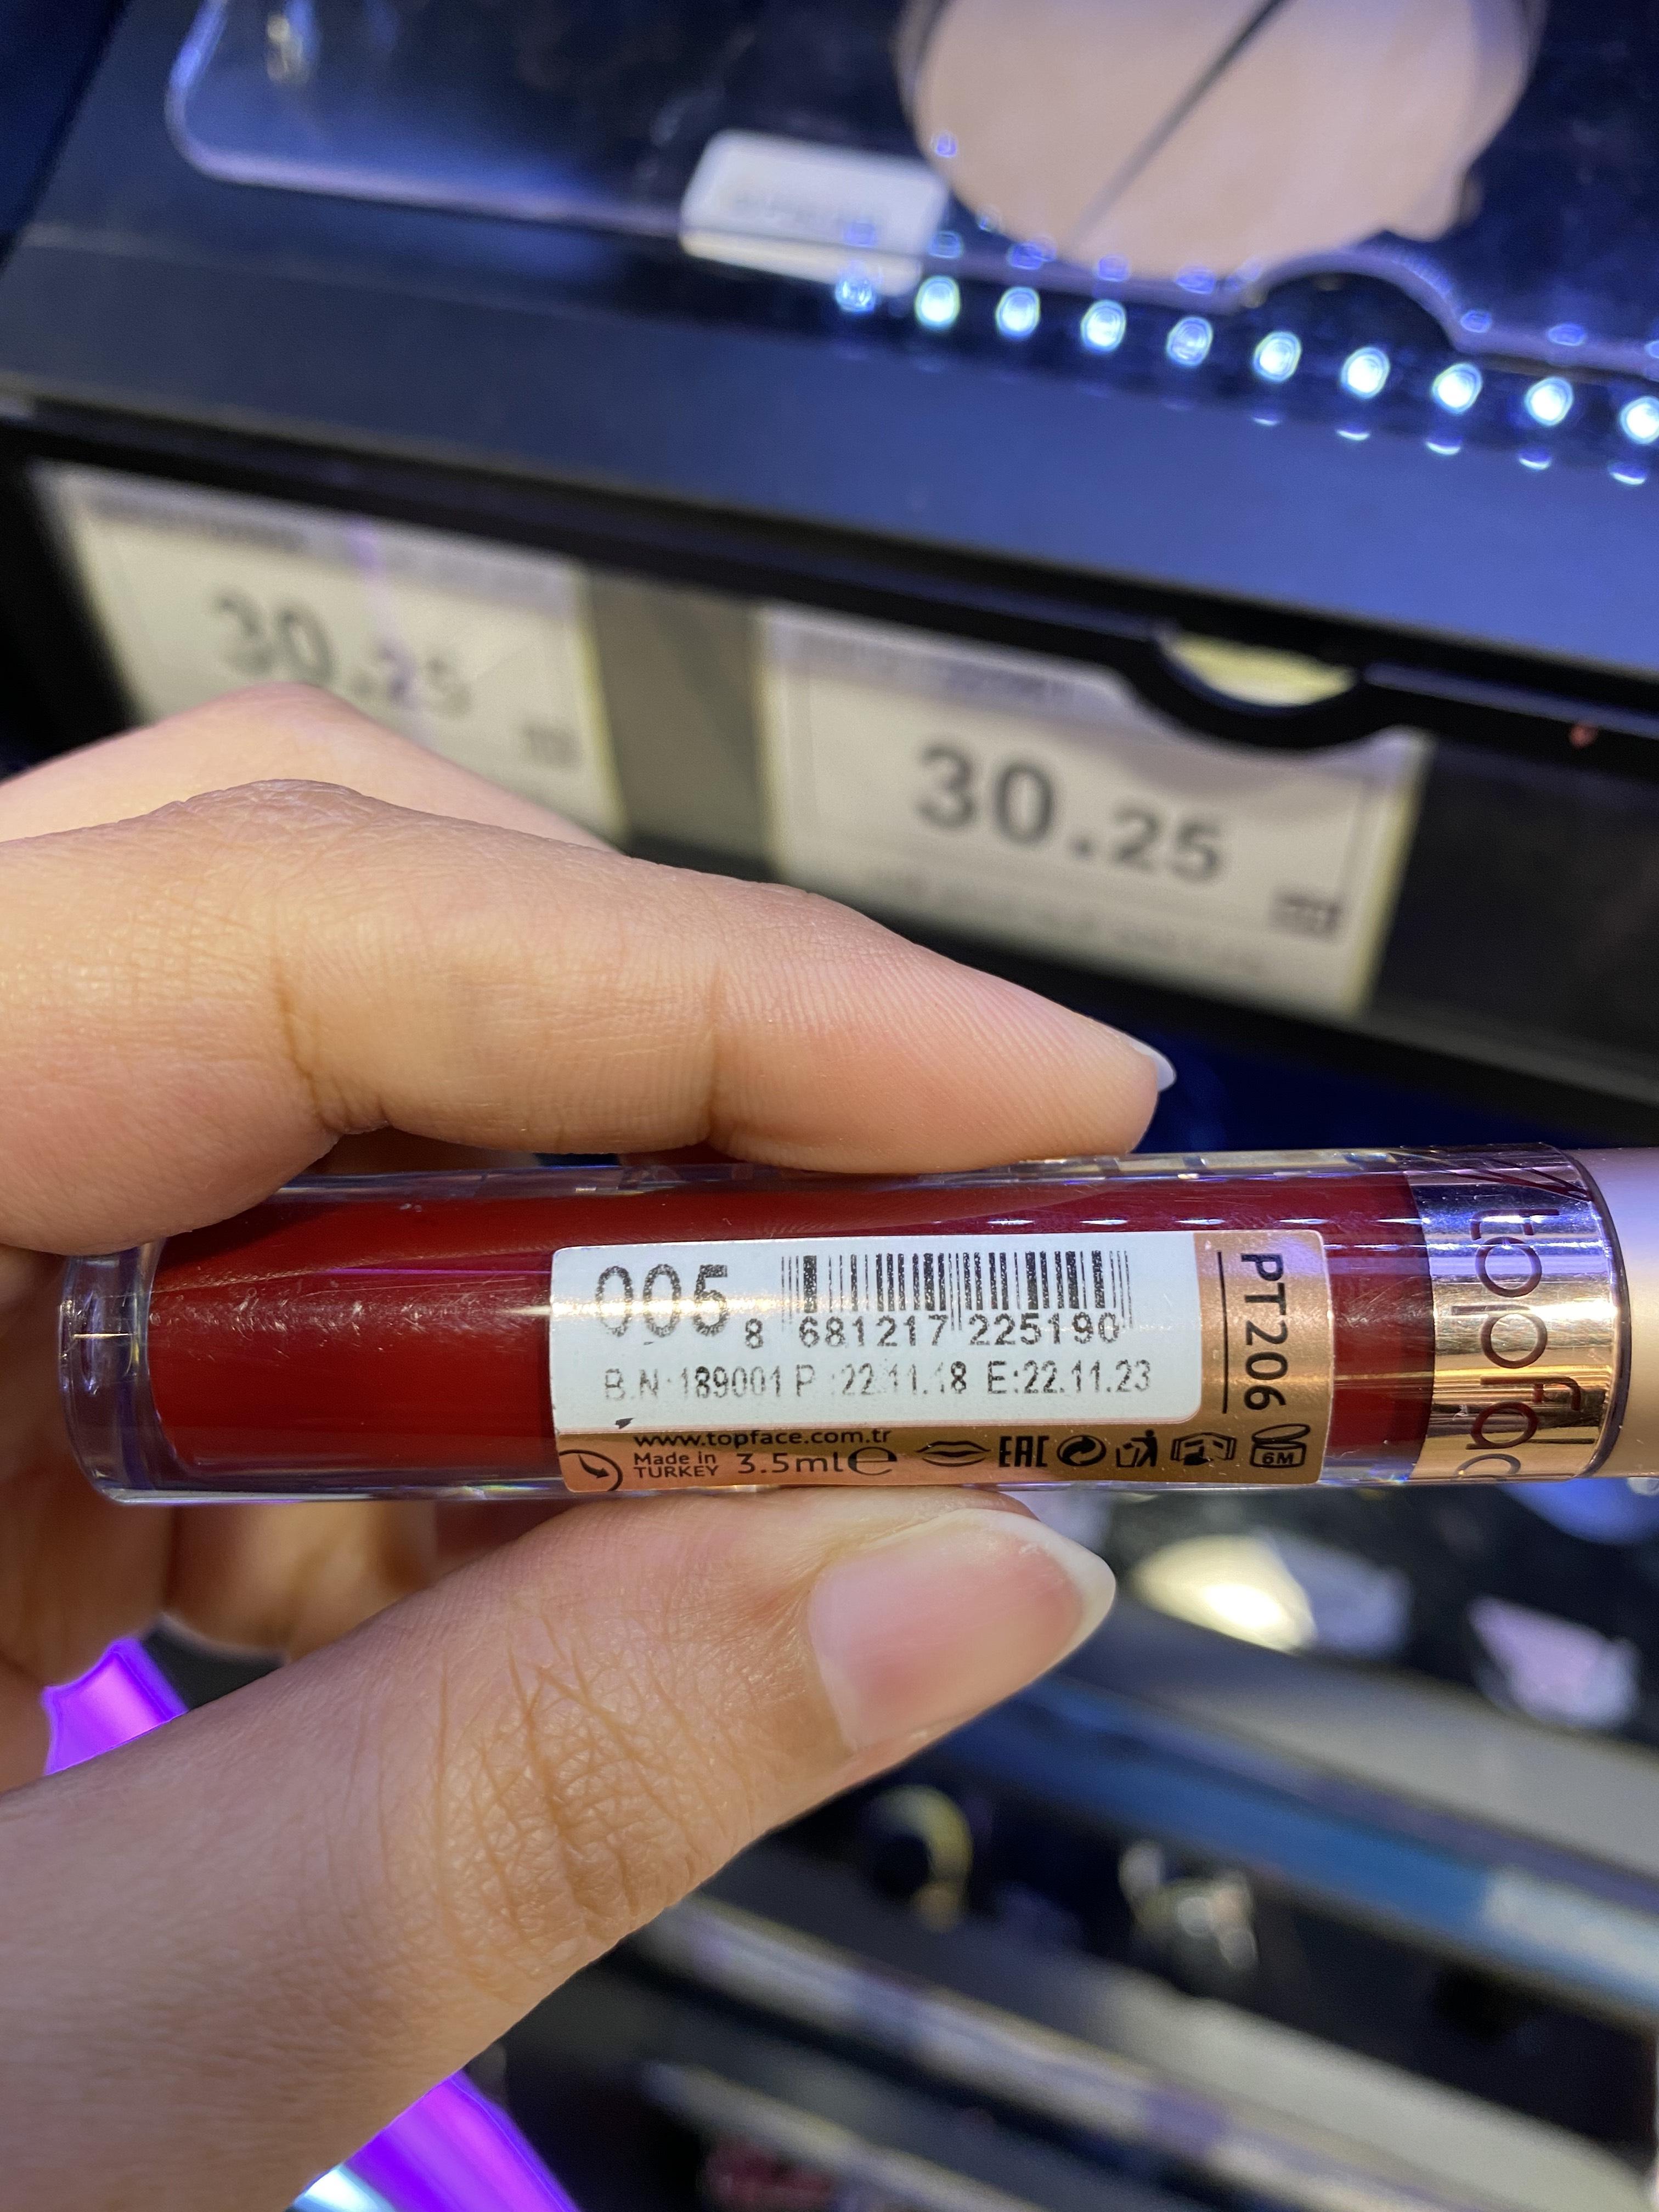 30.25
30.25
005
8 681217 225190
B.N:189001 P:22.11.18 E:22.11.23
PT206
www.topface.com.tr
Made in
TURKEY
3.5ml e
EAC
6M
topfac